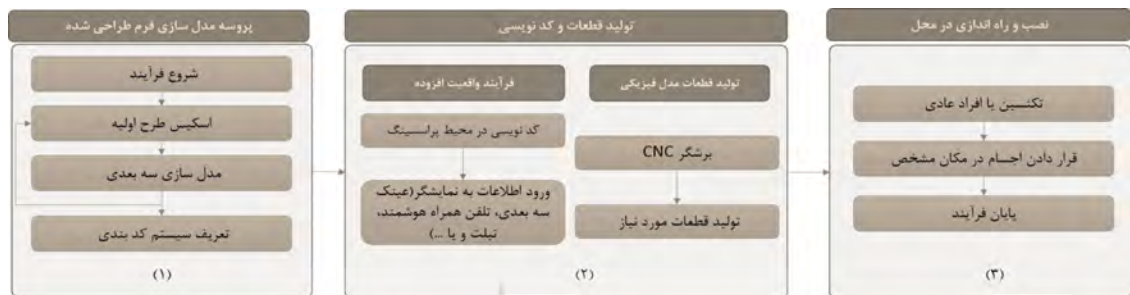 پروسه مدل سازی فرم طراحی شده
شروع فرآیند
اسکیس طرح اولیه
مدل سازی سه بعدی
تعریف سیستم کد بندی
(۱)
تولید قطعات و کد نویسی
فرآیند واقعیت افزوده
کد نویسی در محیط پراسسینگ
ورود اطلاعات به نمایشگر(عینک
سه بعدی، تلفن همراه هوشمند،
تبلت و یا ...)
تولید قطعات مدل فیزیکی
برشگر CNC
تولید قطعات مورد نیاز
(۲)
نصب و راه اندازی در محل
تکنسین یا افراد عادی
قرار دادن اجسام در مکان مشخص
پایان فرآیند
(۳)